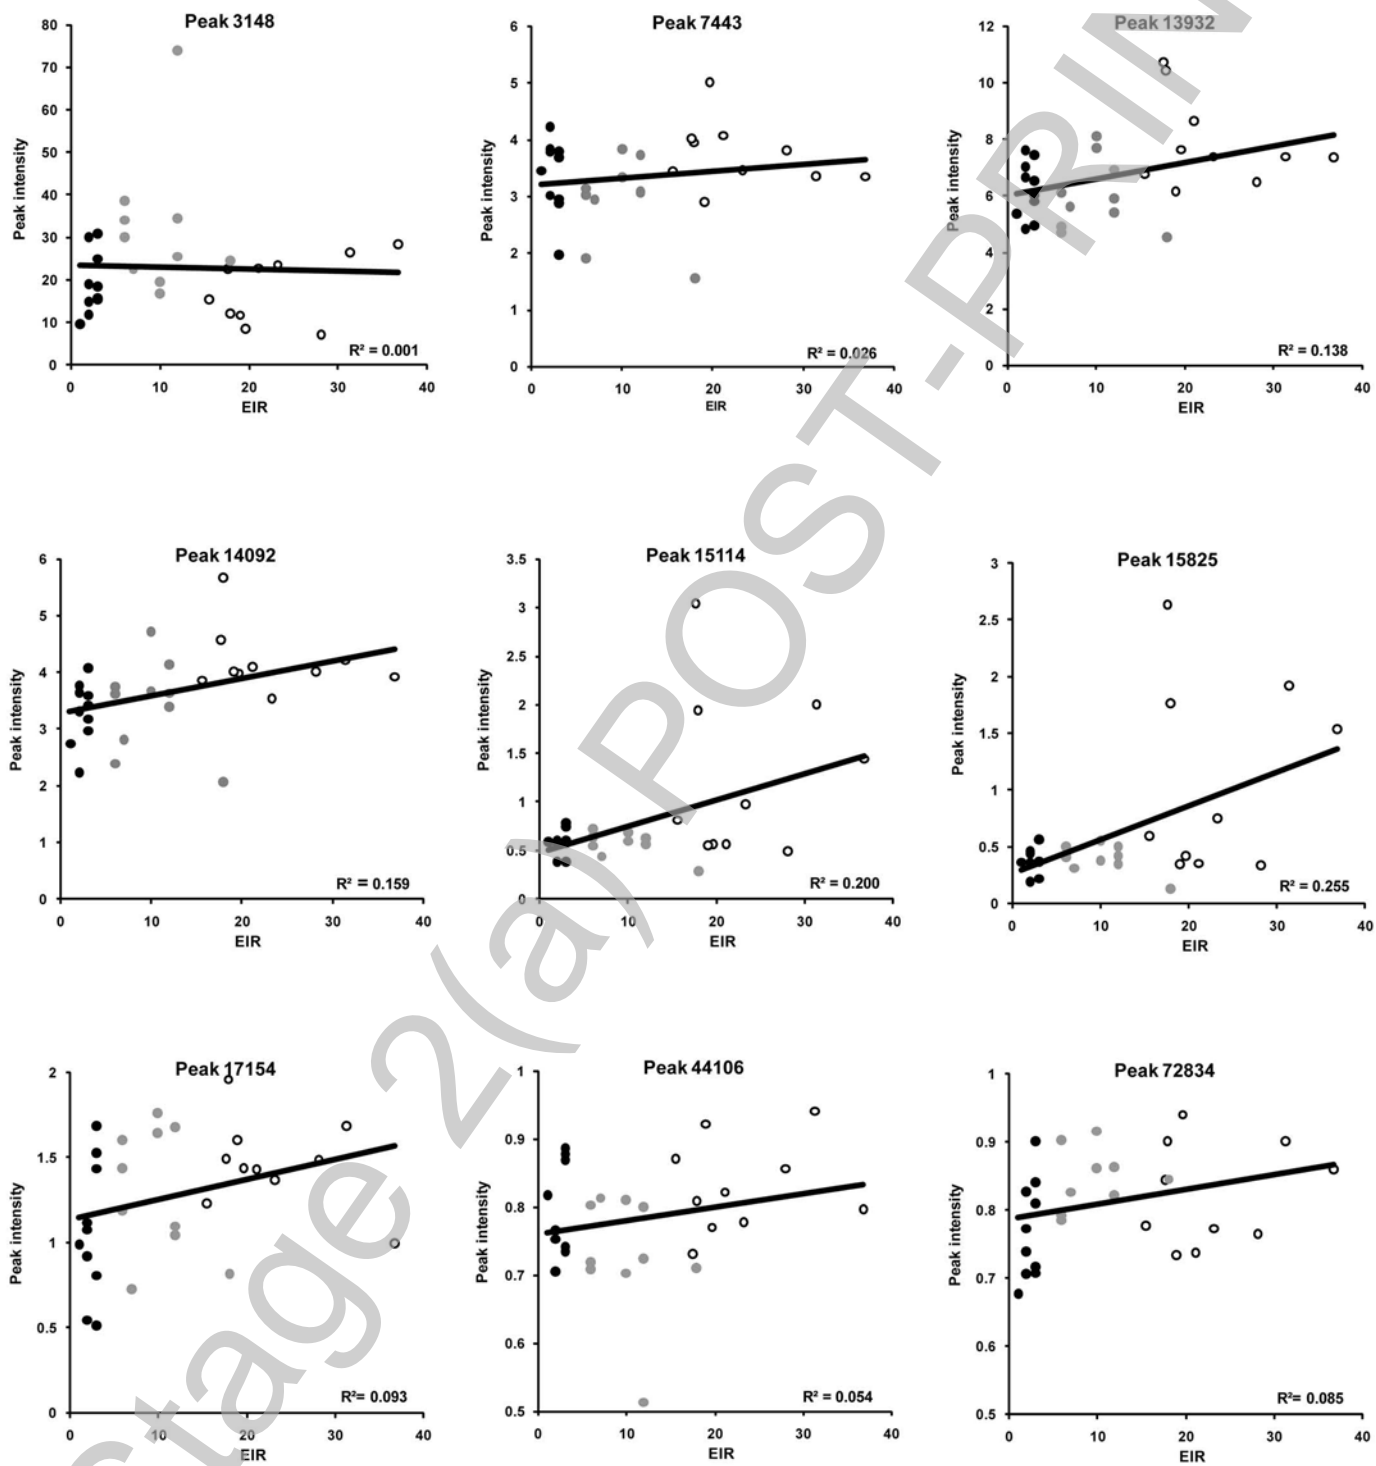 Peak 3148
Peak intensity
80
70
60
50
40
30
20
10
0
R² = 0.001
0 10 20 30 40
EIR
Peak 7443
Peak intensity
6
5
4
3
2
1
0
R² = 0.026
0 10 20 30 40
EIR
Peak 13932
Peak intensity
12
10
8
6
4
2
0
R² = 0.138
0 10 20 30 40
EIR
Peak 14092
Peak intensity
6
5
4
3
2
1
0
R² = 0.159
0 10 20 30 40
EIR
Peak 15114
Peak intensity
3.5
3
2.5
2
1.5
1
0.5
0
R² = 0.200
0 10 20 30 40
EIR
Peak 15825
Peak intensity
3
2.5
2
1.5
1
0.5
0
R² = 0.255
0 10 20 30 40
EIR
Peak 17154
Peak intensity
2
1.5
1
0.5
0
R²= 0.093
0 10 20 30 40
EIR
Peak 44106
Peak intensity
1
0.9
0.8
0.7
0.6
0.5
R² = 0.054
0 10 20 30 40
EIR
Peak 72834
Peak intensity
1
0.9
0.8
0.7
0.6
0.5
R²= 0.085
0 10 20 30 40
EIR
Stage 2(a) POST-PRIN